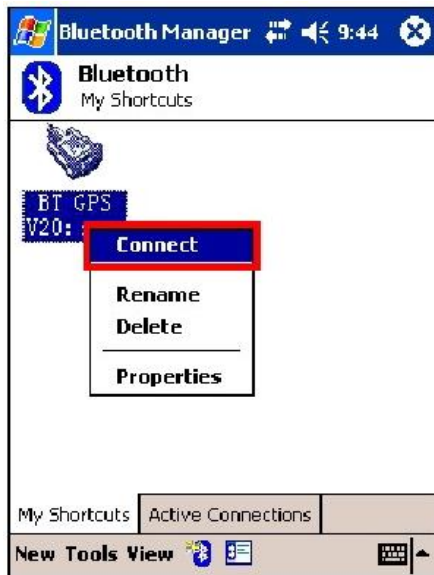 Bluetooth Manager 9:44
Bluetooth
My Shortcuts
BT GPS
V20:
Connect
Rename
Delete
Properties
My Shortcuts Active Connections
New Tools View